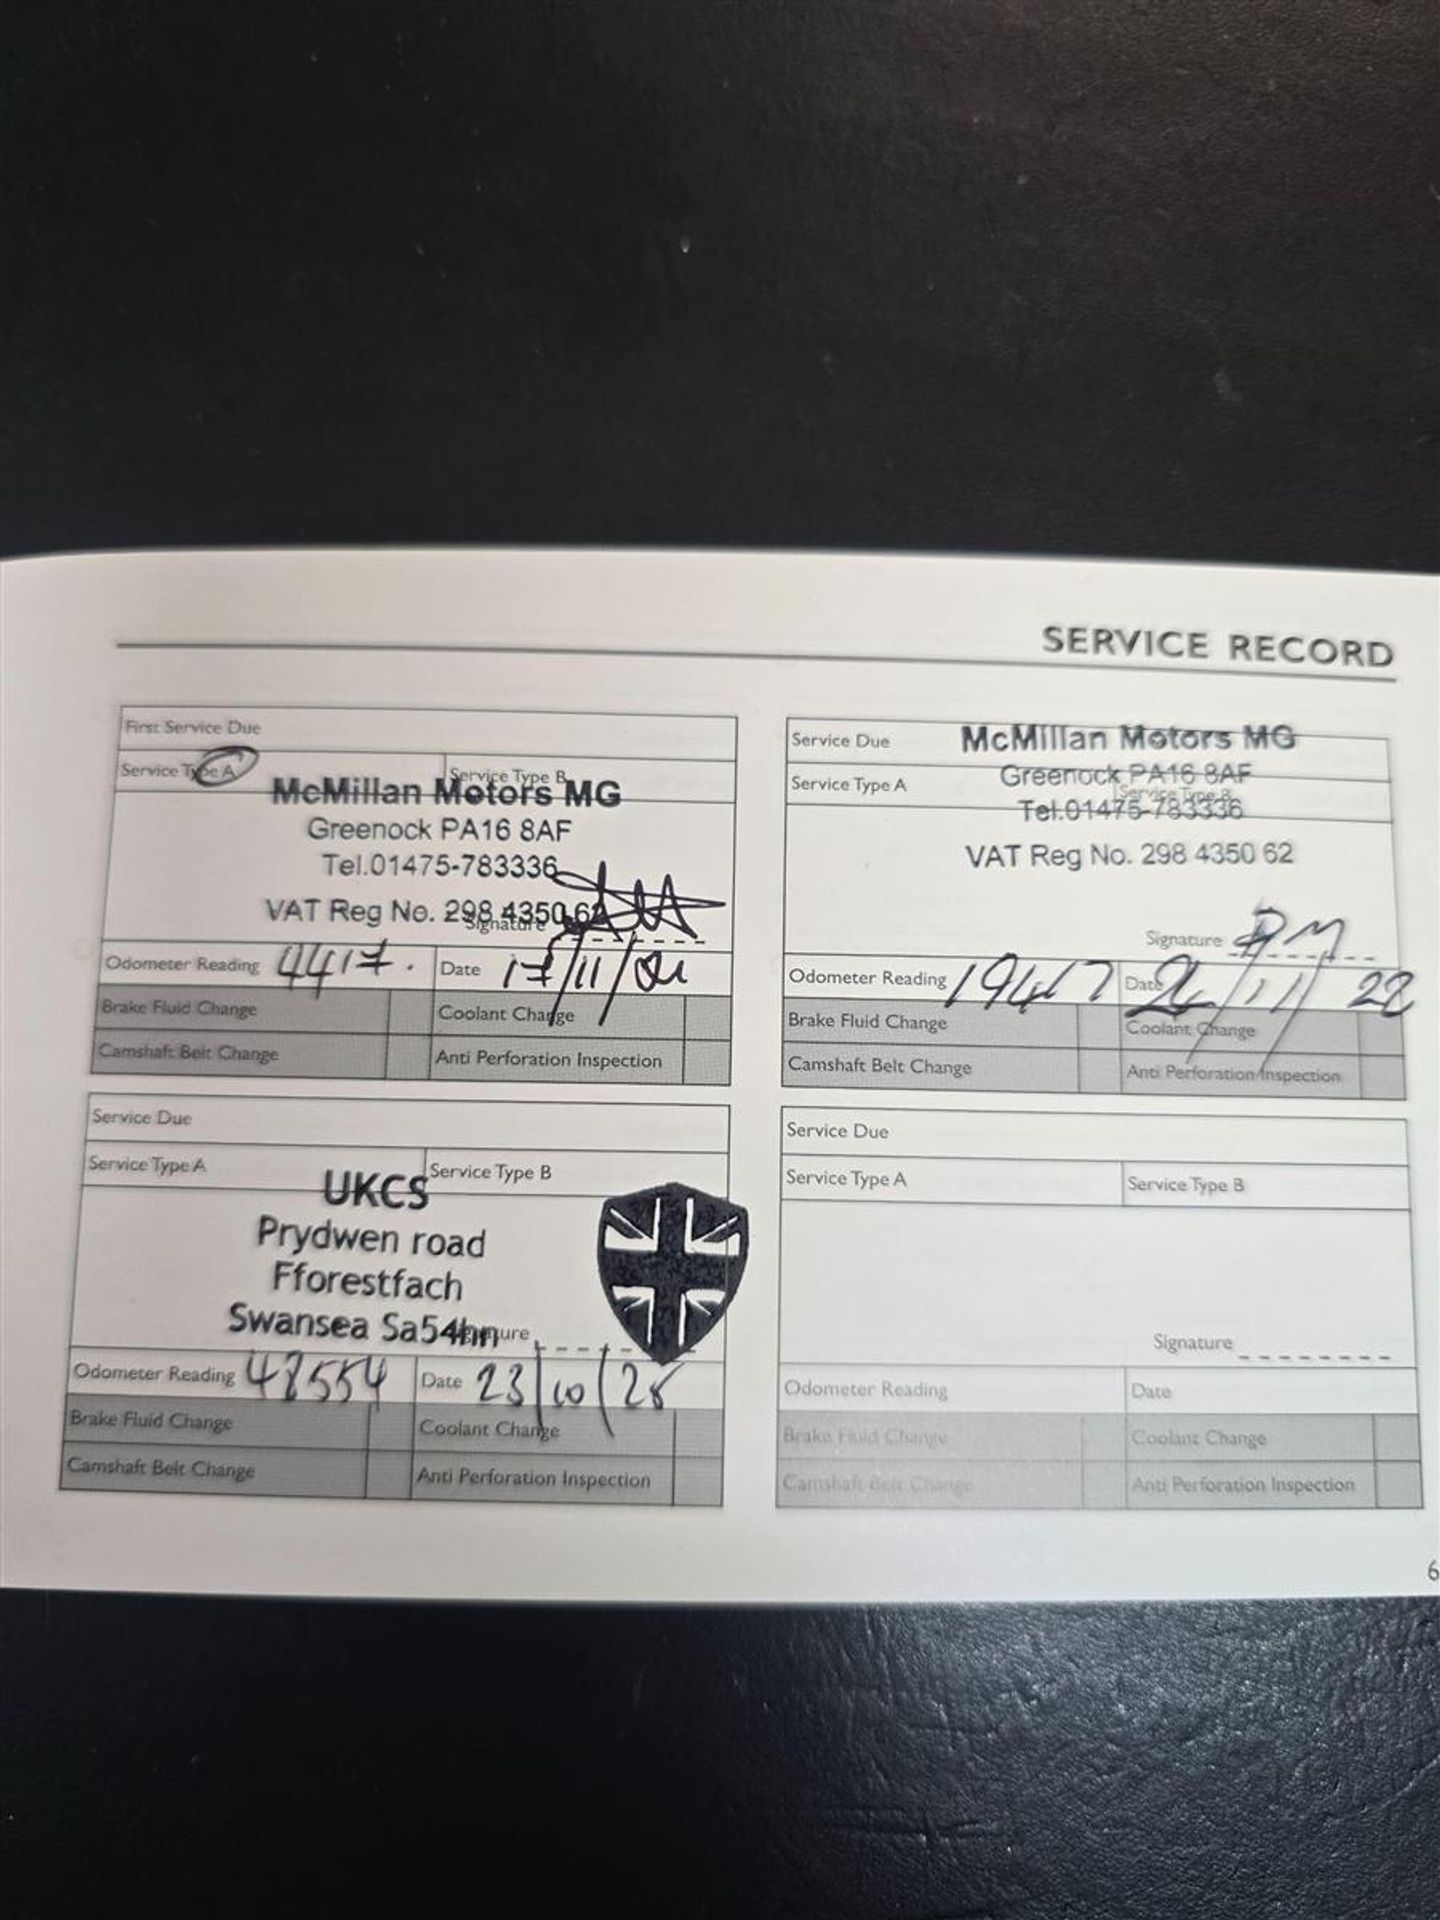 SERVICE RECORD
First Service Due
Service Type A
Service Type B
McMillan Motors MG
Greenock PA16 8AF
Tel.01475-783336
VAT Reg No. 298 4350 62
Signature
Odometer Reading 4417. Date 17/11/
Brake Fluid Change
Coolant Change
Camshaft Belt Change
Anti Perforation Inspection
Service Due
McMillan Motors MG
Service Type A
Greenock PA16 8AF
Service Type B
Tel.01475-783336
VAT Reg No. 298 4350 62
Signature
Odometer Reading 19467 Date /11/ 22
Brake Fluid Change
Coolant Change
Camshaft Belt Change
Anti Perforation Inspection
Service Due
Service Type A
Service Type B
UKCS
Prydwen road
Fforestfach
Swansea Sa54hn
Signature
Odometer Reading 48554 Date 23/10/25
Brake Fluid Change
Coolant Change
Camshaft Belt Change
Anti Perforation Inspection
Service Due
Service Type A
Service Type B
Signature
Odometer Reading
Date
Brake Fluid Change
Coolant Change
Camshaft Belt Change
Anti Perforation Inspection
6